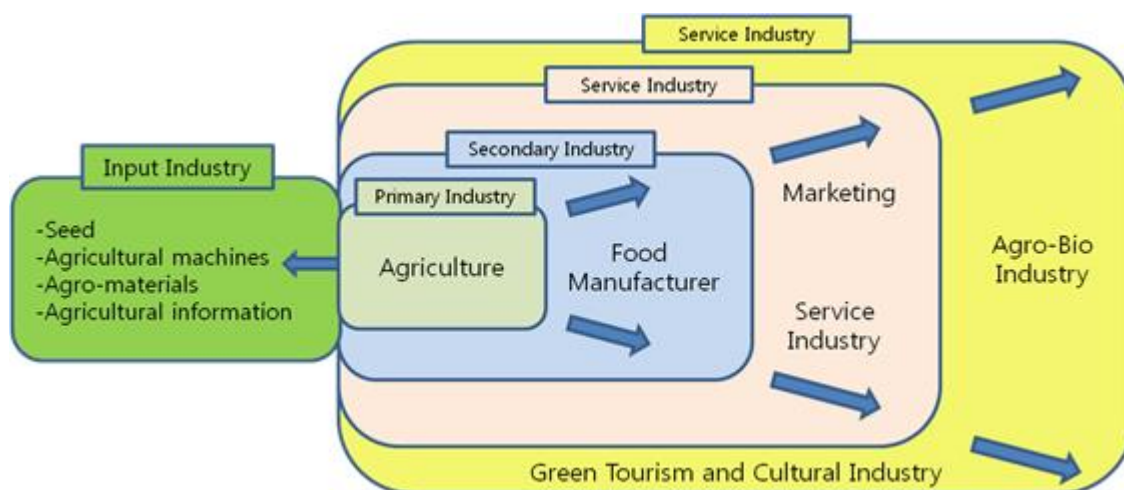 Service Industry
Service Industry
Secondary Industry
Input Industry
Primary Industry
-Seed
-Agricultural machines
-Agro-materials
-Agricultural information
Agriculture
Food
Manufacturer
Marketing
Service
Industry
Agro-Bio
Industry
Green Tourism and Cultural Industry